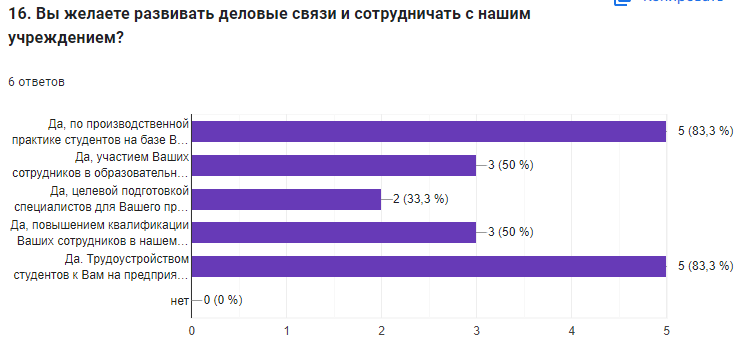 16. Вы желаете развивать деловые связи и сотрудничать с нашим
учреждением?
6 ответов
Да, по производственной
практике студентов на базе В…
5 (83,3 %)
Да, участием Ваших
сотрудников в образовательн…
3 (50 %)
Да, целевой подготовкой
специалистов для Вашего пр…
2 (33,3 %)
Да, повышением квалификации
Ваших сотрудников в нашем…
3 (50 %)
Да. Трудоустройством
студентов к Вам на предприя…
5 (83,3 %)
нет
0 (0 %)
0 1 2 3 4 5